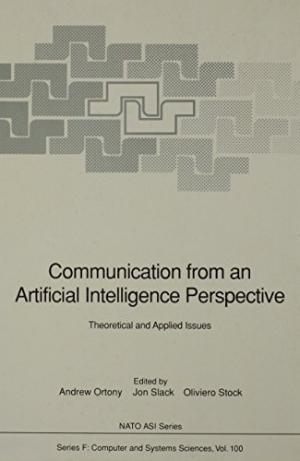 Communication from an
Artificial Intelligence Perspective
Theoretical and Applied Issues
Edited by
Andrew Ortony Jon Slack Oliviero Stock
NATO ASI Series
Series F: Computer and Systems Sciences, Vol. 100